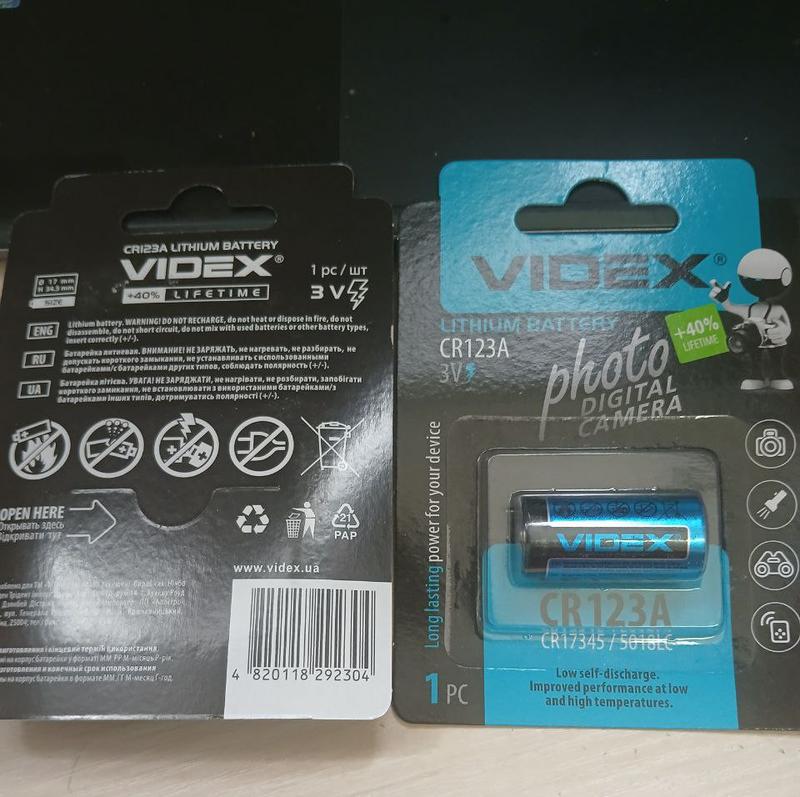 CR123A LITHIUM BATTERY
VIDEX®
+40% LIFETIME
1 pc / шт
3 V
Ø 17 mm
H 34.5 mm
SIZE
ENG
Lithium battery. WARNING! DO NOT RECHARGE, do not heat or dispose in fire, do not
disassemble, do not short circuit, do not mix with used batteries or other battery types,
insert correctly (+/-).
RU
Батарейка литиевая. ВНИМАНИЕ! НЕ ЗАРЯЖАТЬ, не нагревать, не разбирать, не
допускать короткого замыкания, не устанавливать с использованными
батарейками/с батарейками других типов, соблюдать полярность (+/-).
UA
Батарейка літієва. УВАГА! НЕ ЗАРЯДЖАТИ, не нагрівати, не розбирати, запобігати
короткого замикання, не встановлювати з використаними батарейками/з
батарейками інших типів, дотримуватись полярності (+/-).
OPEN HERE
Открывать здесь
Відкривати тут
21
PAP
www.videx.ua
4 820118 292304
VIDEX®
LITHIUM BATTERY
CR123A
3V
+40%
LIFETIME
photo
DIGITAL
CAMERA
Long lasting power for your device
VIDEX
CR123A
CR17345 / 5018LC
1 PC
Low self-discharge.
Improved performance at low
and high temperatures.